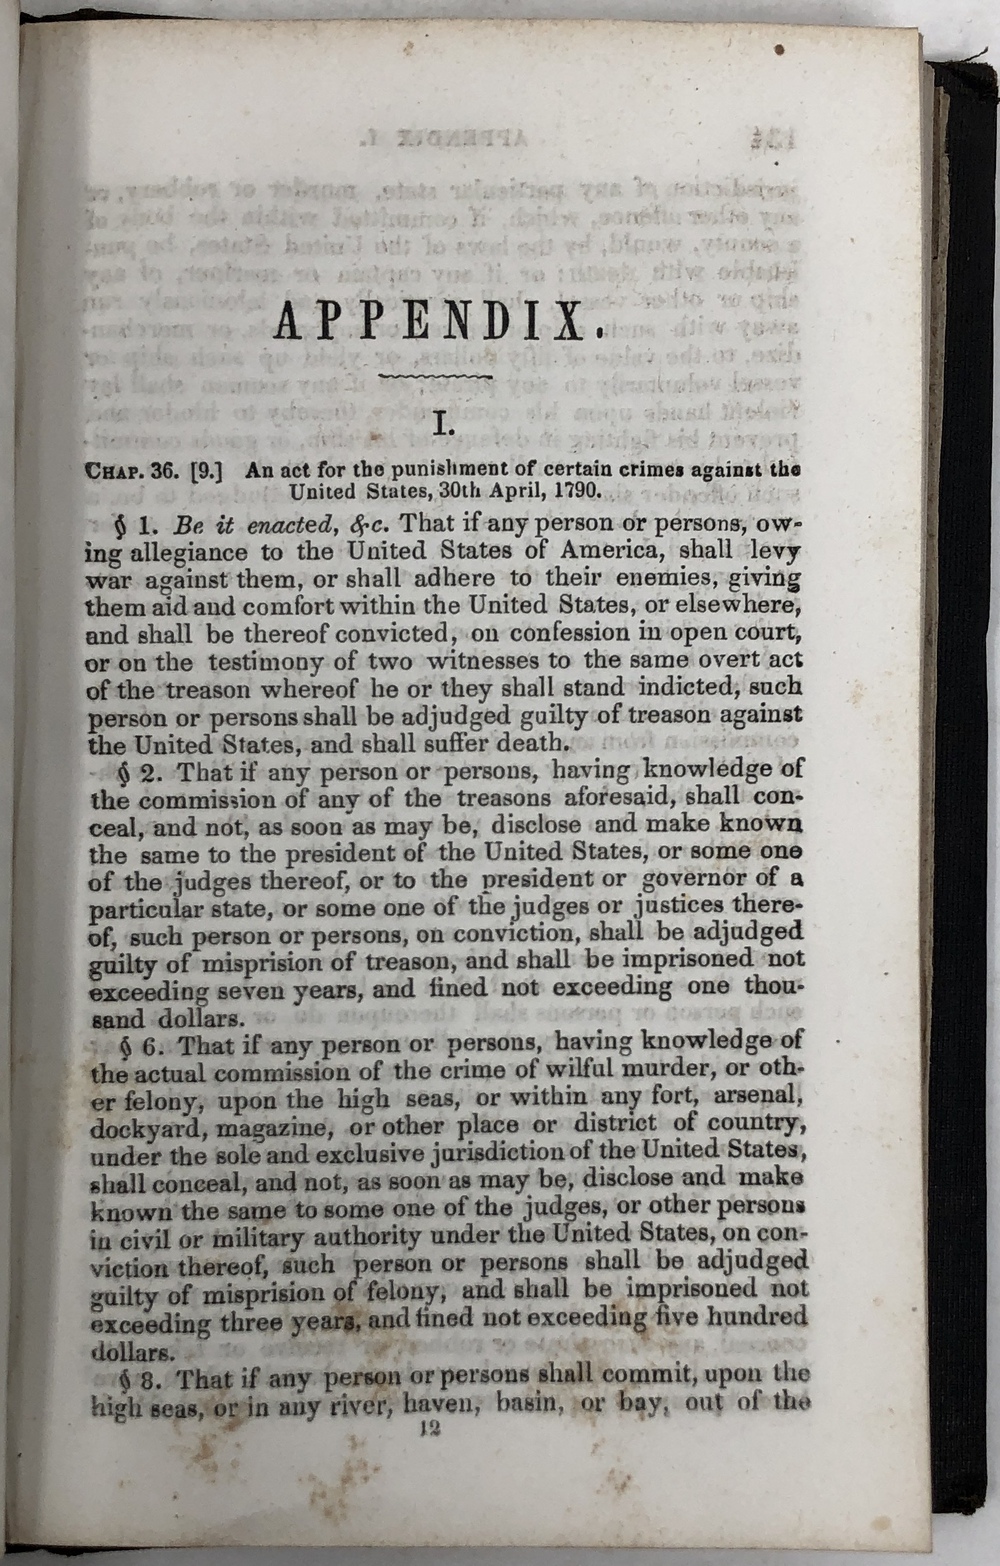 APPENDIX.
I.
CHAP. 36. [9.] An act for the punishment of certain crimes against the
United States, 30th April, 1790.
§ 1. Be it enacted, &c. That if any person or persons, ow-
ing allegiance to the United States of America, shall levy
war against them, or shall adhere to their enemies, giving
them aid and comfort within the United States, or elsewhere,
and shall be thereof convicted, on confession in open court,
or on the testimony of two witnesses to the same overt act
of the treason whereof he or they shall stand indicted, such
person or persons shall be adjudged guilty of treason against
the United States, and shall suffer death.
§ 2. That if any person or persons, having knowledge of
the commission of any of the treasons aforesaid, shall con-
ceal, and not, as soon as may be, disclose and make known
the same to the president of the United States, or some one
of the judges thereof, or to the president or governor of a
particular state, or some one of the judges or justices there-
of, such person or persons, on conviction, shall be adjudged
guilty of misprision of treason, and shall be imprisoned not
exceeding seven years, and fined not exceeding one thou-
sand dollars.
§ 6. That if any person or persons, having knowledge of
the actual commission of the crime of wilful murder, or oth-
er felony, upon the high seas, or within any fort, arsenal,
dockyard, magazine, or other place or district of country,
under the sole and exclusive jurisdiction of the United States,
shall conceal, and not, as soon as may be, disclose and make
known the same to some one of the judges, or other persons
in civil or military authority under the United States, on con-
viction thereof, such person or persons shall be adjudged
guilty of misprision of felony, and shall be imprisoned not
exceeding three years, and fined not exceeding five hundred
dollars.
§ 8. That if any person or persons shall commit, upon the
high seas, or in any river, haven, basin, or bay, out of the
12